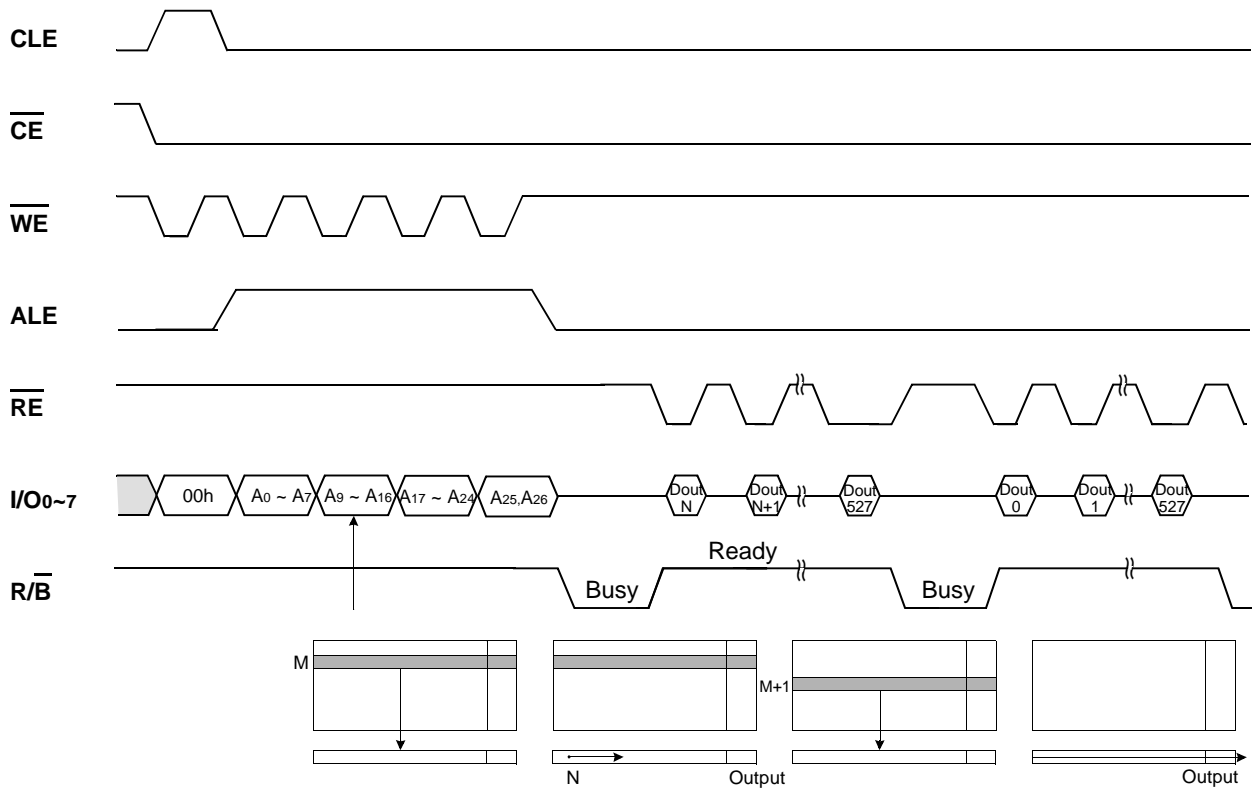 CLE
CE
WE
ALE
RE
I/O0~7 00h A0 ~ A7 A9 ~ A16 A17 ~ A24 A25,A26 Dout N Dout N+1 Dout 527 Dout 0 Dout 1 Dout 527
Ready
R/B Busy Busy
M
M+1
N Output Output